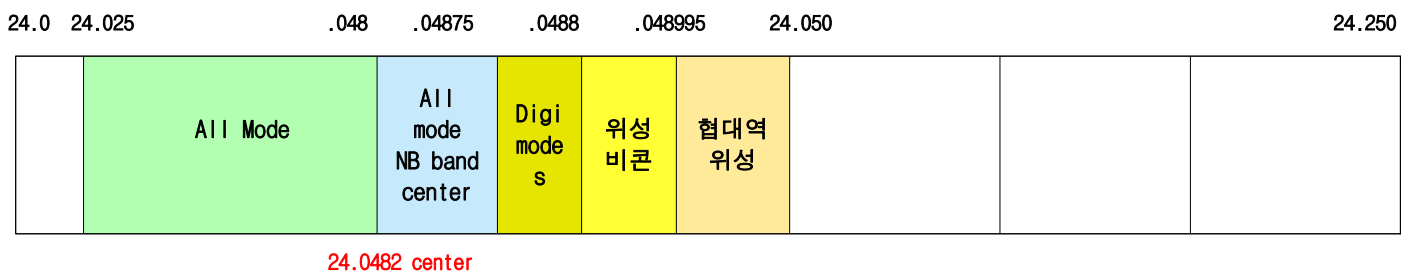 24.0 24.025 .048 .04875 .0488 .048995 24.050 24.250
All Mode
All
mode
NB band
center
Digi
mode
s
위성
비콘
협대역
위성
24.0482 center